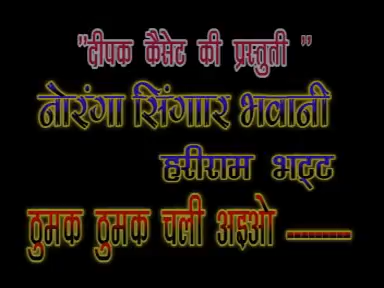 "दीपक कैसेट की प्रस्तुती "
नोरंगा सिंगाार भवानी
हरीराम भट्ट
ठुमक ठुमक चली अइओ -------